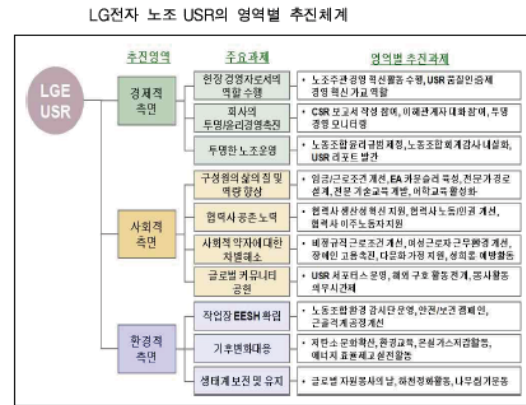 LG전자 노조 USR의 영역별 추진체계
추진영역
주요과제
영역별 추진과제
LGE
USR
경제적
측면
현장 경영자로서의
역할 수행
• 노조주관 경영 혁신활동 수행, USR 품질인증제
경영 혁신 가교 역할
회사의
투명/윤리경영촉진
• CSR 보고서 작성 참여, 이해관계자 대화 참여, 투명
경영 모니터링
투명한 노조운영
• 노동조합 윤리규범 제정, 노동조합 회계감사 내실화,
USR 리포트 발간
사회적
측면
구성원의 삶의 질 및
역량 향상
• 임금/근로조건 개선, EA 카운슬러 육성, 전문가 경로
설계, 전문 기술교육 개발, 어학교육 활성화
협력사 공존 노력
• 협력사 생산성 혁신 지원, 협력사 노동/인권 개선,
협력사 이주노동자 지원
사회적 약자에 대한
차별해소
• 비정규직 근로조건 개선, 여성근로자 근무환경 개선,
장애인 고용촉진, 다문화 가정 지원, 성희롱 예방활동
글로벌 커뮤니티
공헌
• USR 서포터스 운영, 해외 구호 활동 전개, 봉사활동
의무시간제
환경적
측면
작업장 EESH 확립
• 노동조합 환경 감시단 운영, 안전/보건 캠페인,
근골격계 공정개선
기후변화대응
• 저탄소 문화확산, 환경교육, 온실가스저감활동,
에너지 효율제고 실천활동
생태계 보전 및 유지
• 글로벌 자원봉사의 날, 하천정화활동, 나무심기운동